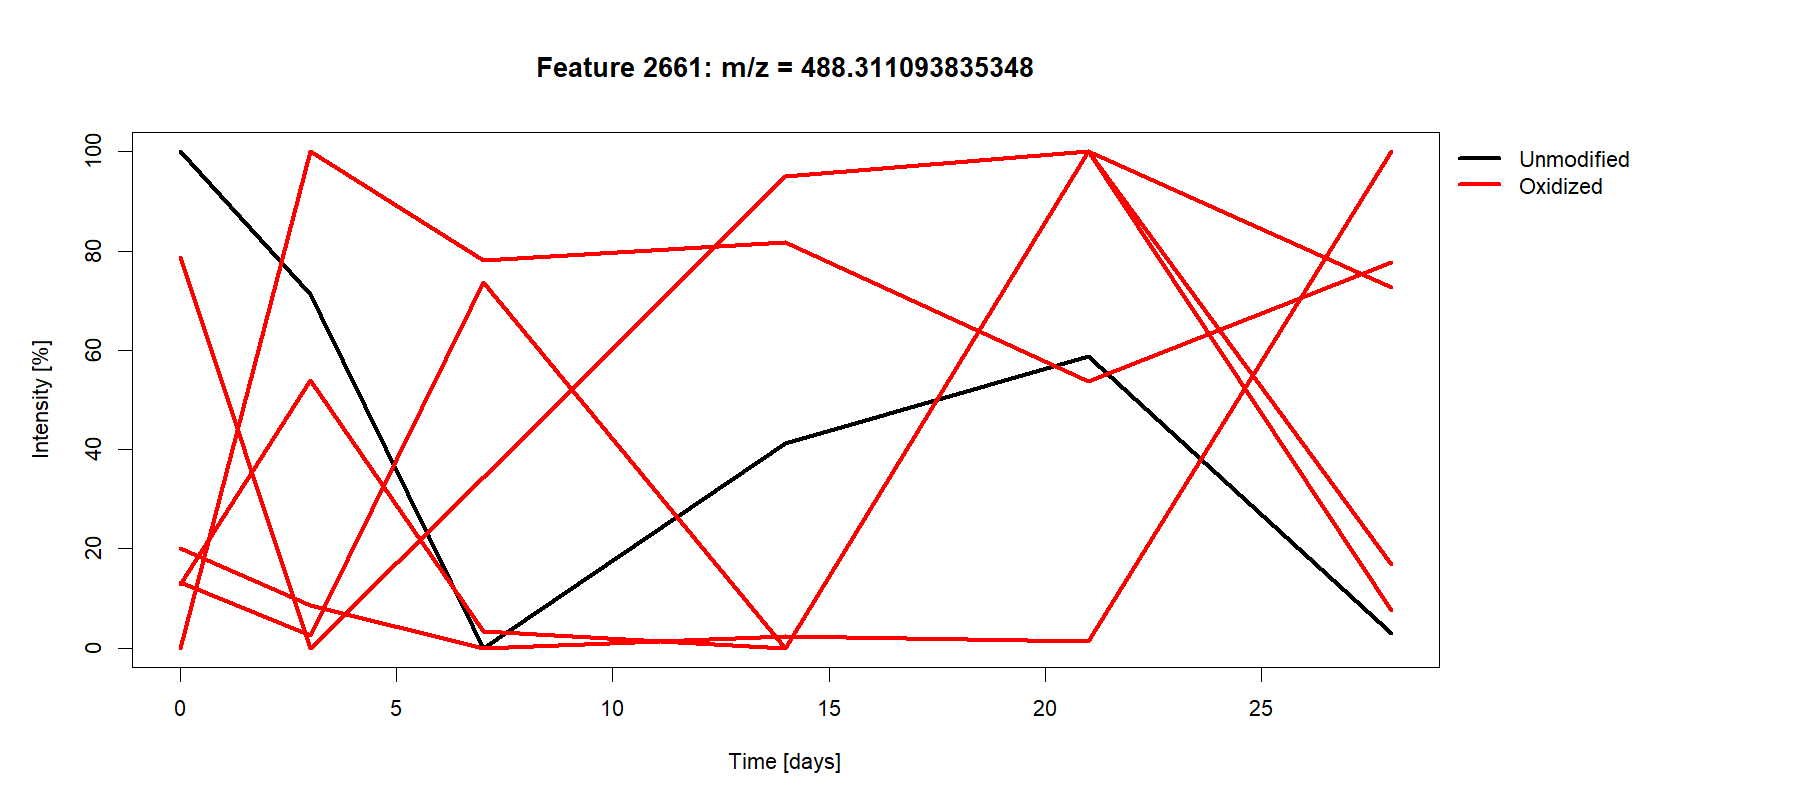 Feature 2661: m/z = 488.311093835348
Unmodified
Oxidized
Intensity [%]
100
80
60
40
20
0
0 5 10 15 20 25
Time [days]